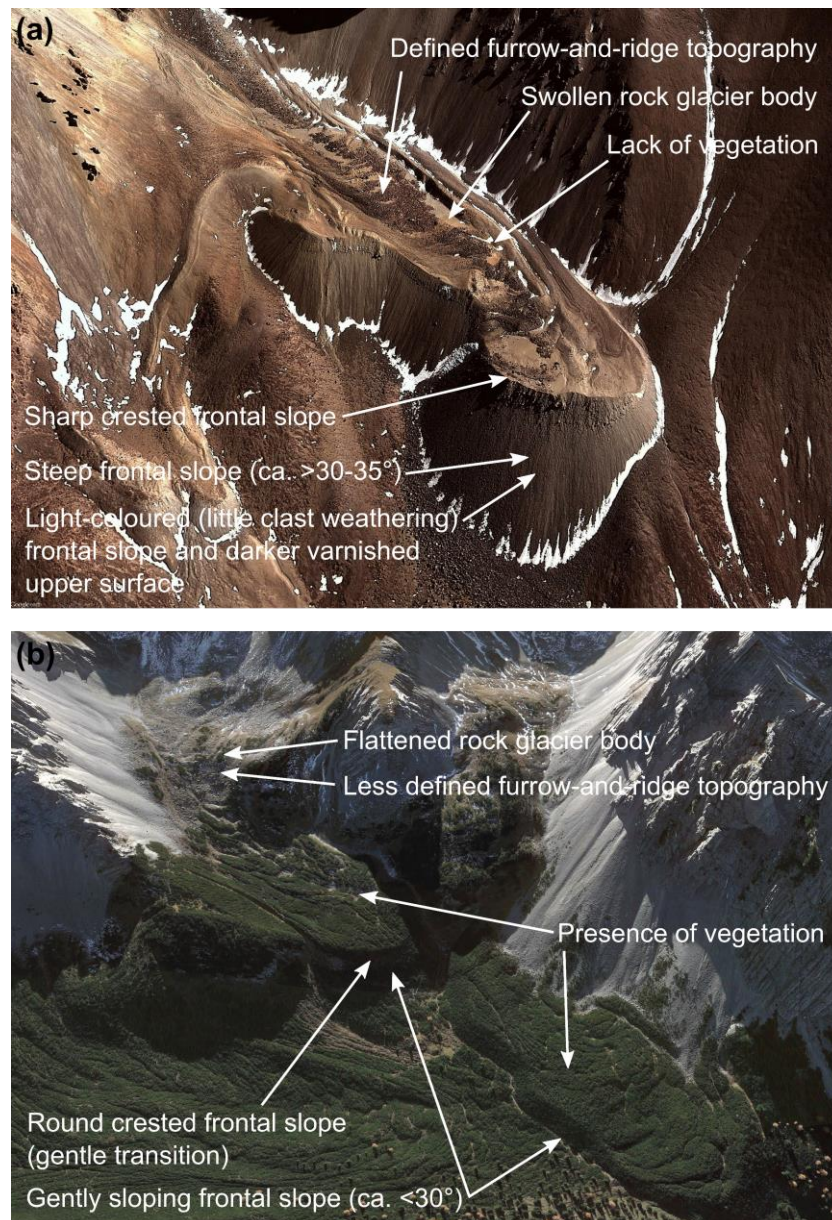 (a)
Defined furrow-and-ridge topography
Swollen rock glacier body
Lack of vegetation
Sharp crested frontal slope
Steep frontal slope (ca. >30-35°)
Light-coloured (little clast weathering)
frontal slope and darker varnished
upper surface
(b)
Flattened rock glacier body
Less defined furrow-and-ridge topography
Presence of vegetation
Round crested frontal slope
(gentle transition)
Gently sloping frontal slope (ca. <30°)